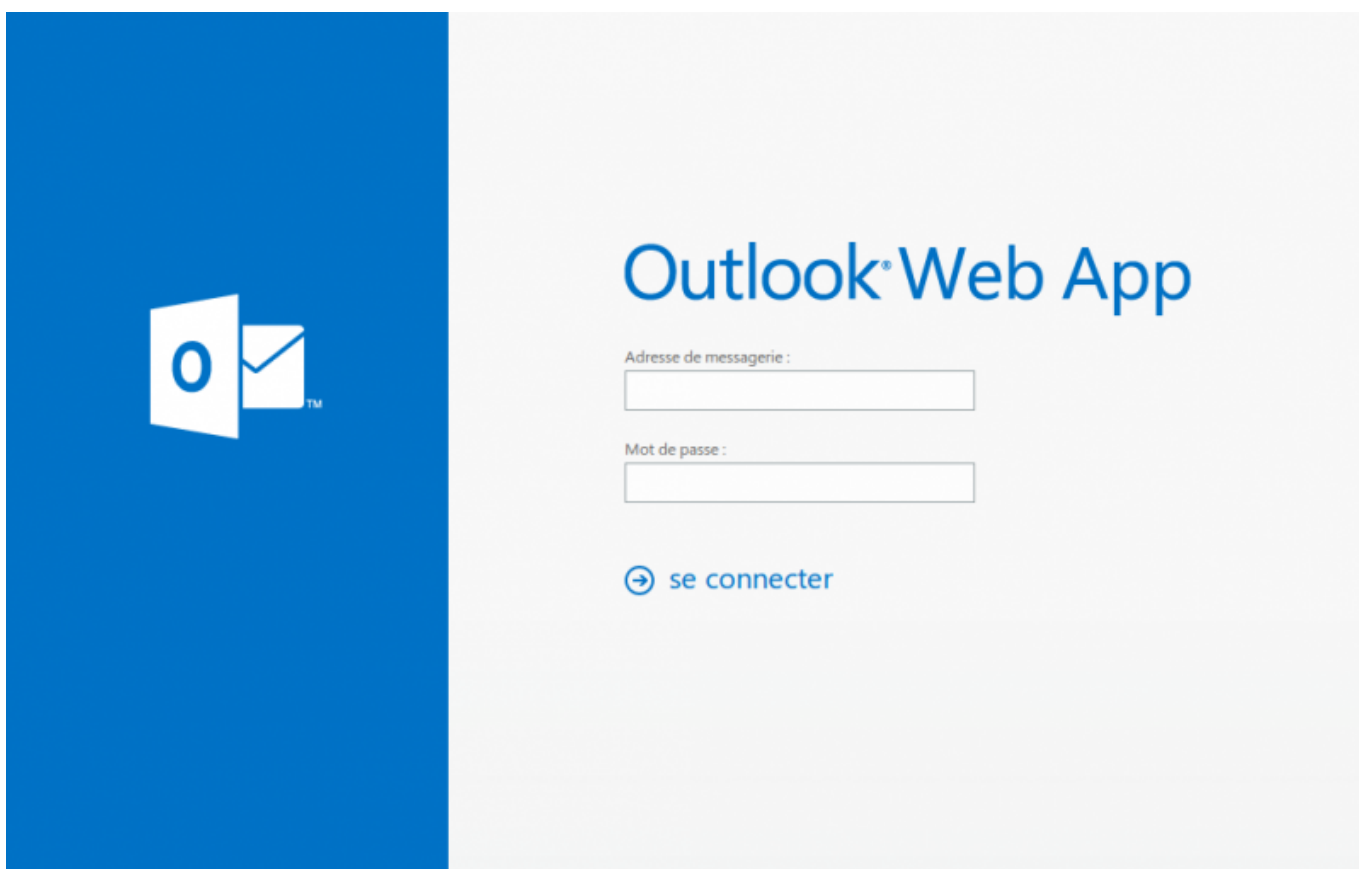 Outlook® Web App
Adresse de messagerie :
Mot de passe :
se connecter
O
TM